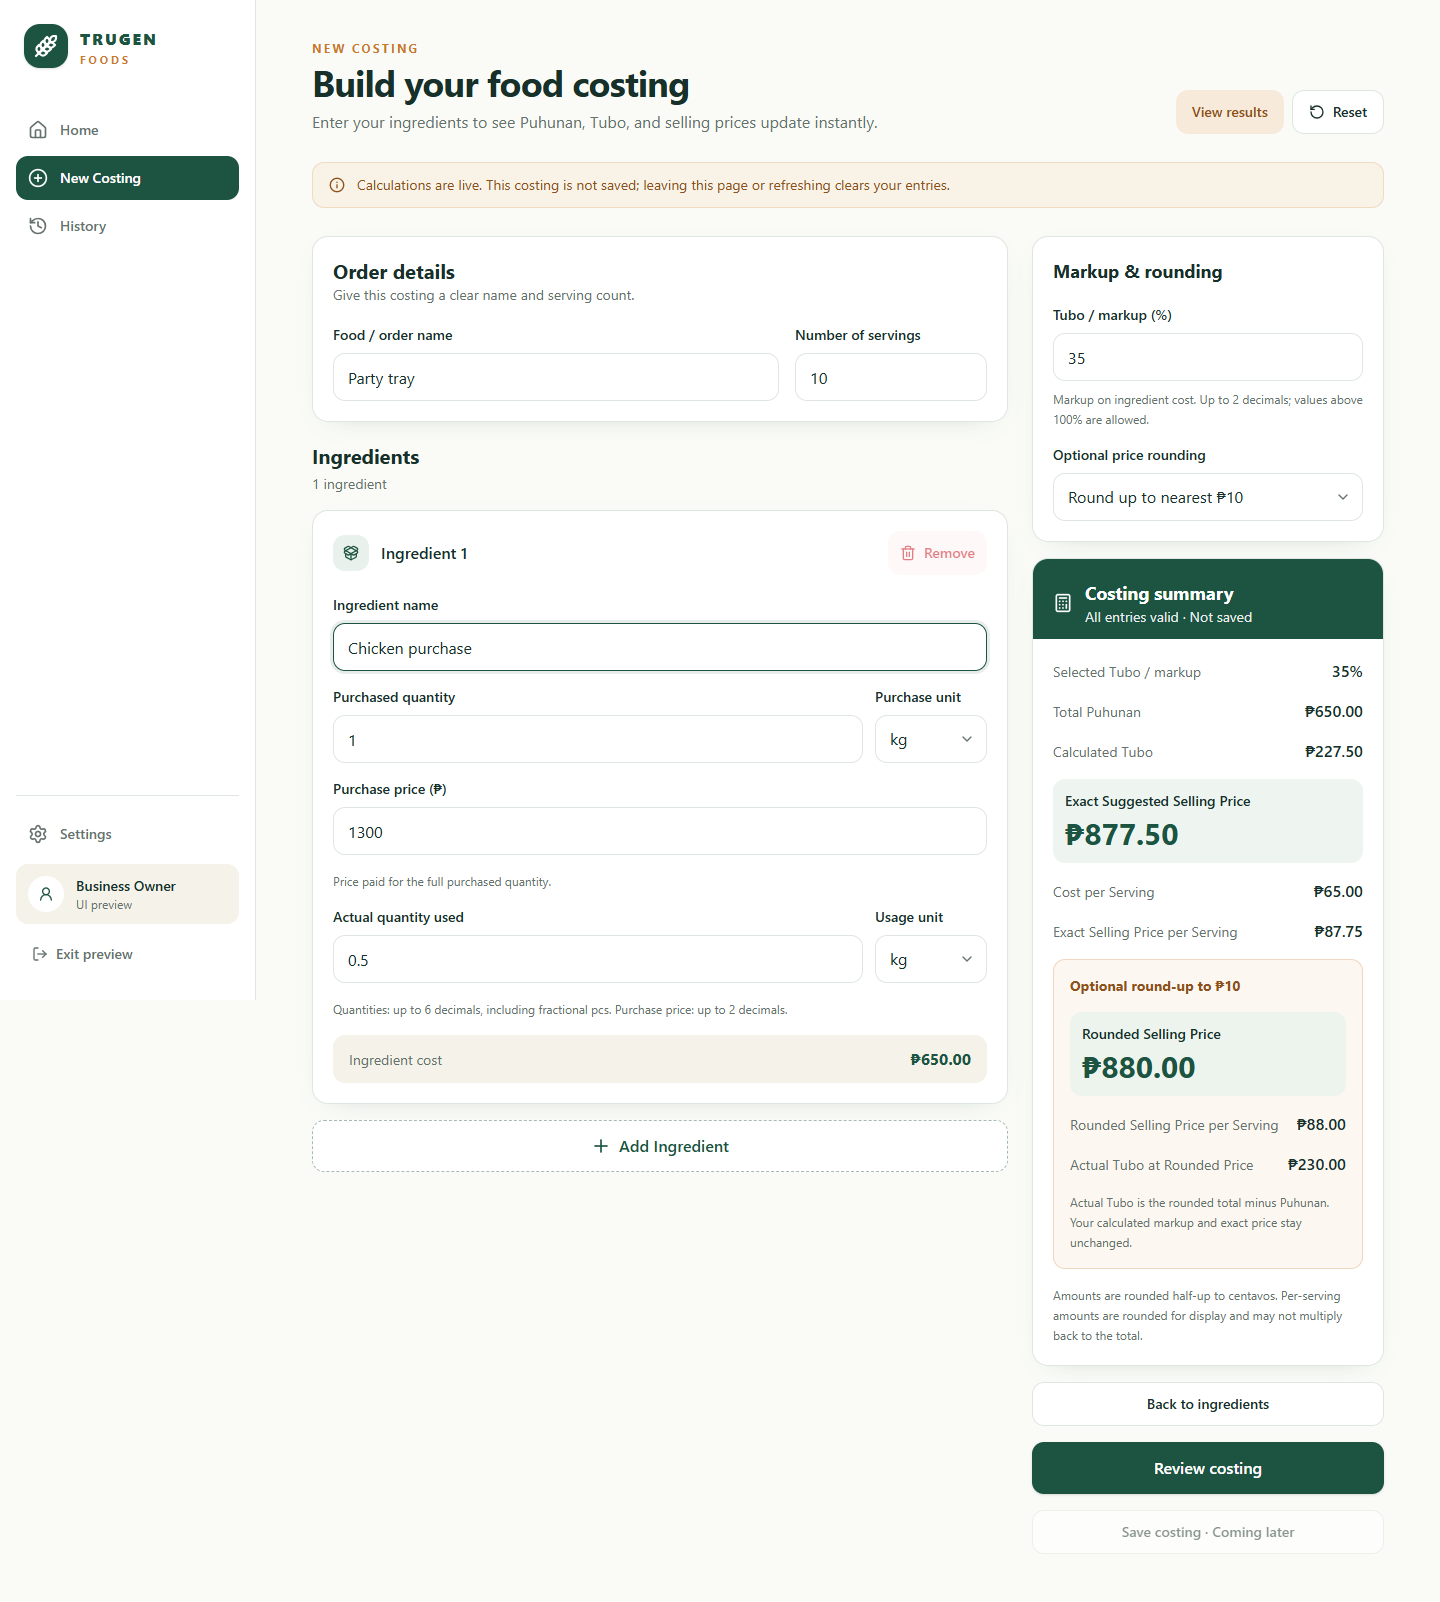 TRUGEN
FOODS
Home
New Costing
History
Settings
Business Owner
UI preview
Exit preview
NEW COSTING
Build your food costing
Enter your ingredients to see Puhunan, Tubo, and selling prices update instantly.
View results
Reset
Calculations are live. This costing is not saved; leaving this page or refreshing clears your entries.
Order details
Give this costing a clear name and serving count.
Food / order name
Number of servings
Party tray
10
Ingredients
1 ingredient
Ingredient 1
Remove
Ingredient name
Chicken purchase
Purchased quantity
Purchase unit
1
kg
Purchase price (₱)
1300
Price paid for the full purchased quantity.
Actual quantity used
Usage unit
0.5
kg
Quantities: up to 6 decimals, including fractional pcs. Purchase price: up to 2 decimals.
Ingredient cost
₱650.00
Add Ingredient
Markup & rounding
Tubo / markup (%)
35
Markup on ingredient cost. Up to 2 decimals; values above
100% are allowed.
Optional price rounding
Round up to nearest ₱10
Costing summary
All entries valid · Not saved
Selected Tubo / markup
35%
Total Puhunan
₱650.00
Calculated Tubo
₱227.50
Exact Suggested Selling Price
₱877.50
Cost per Serving
₱65.00
Exact Selling Price per Serving
₱87.75
Optional round-up to ₱10
Rounded Selling Price
₱880.00
Rounded Selling Price per Serving
₱88.00
Actual Tubo at Rounded Price
₱230.00
Actual Tubo is the rounded total minus Puhunan.
Your calculated markup and exact price stay
unchanged.
Amounts are rounded half-up to centavos. Per-serving
amounts are rounded for display and may not multiply
back to the total.
Back to ingredients
Review costing
Save costing · Coming later